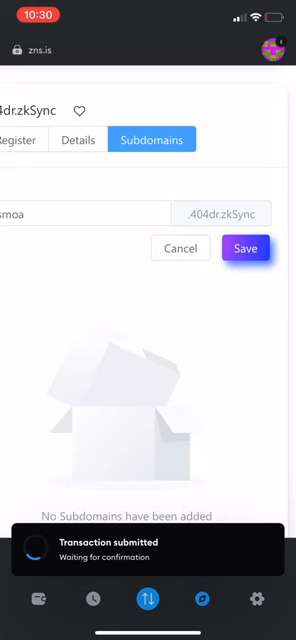 10:30
zns.is
4dr.zkSync
Register
Details
Subdomains
smoa
.404dr.zkSync
Cancel
Save
No Subdomains have been added
Transaction submitted
Waiting for confirmation